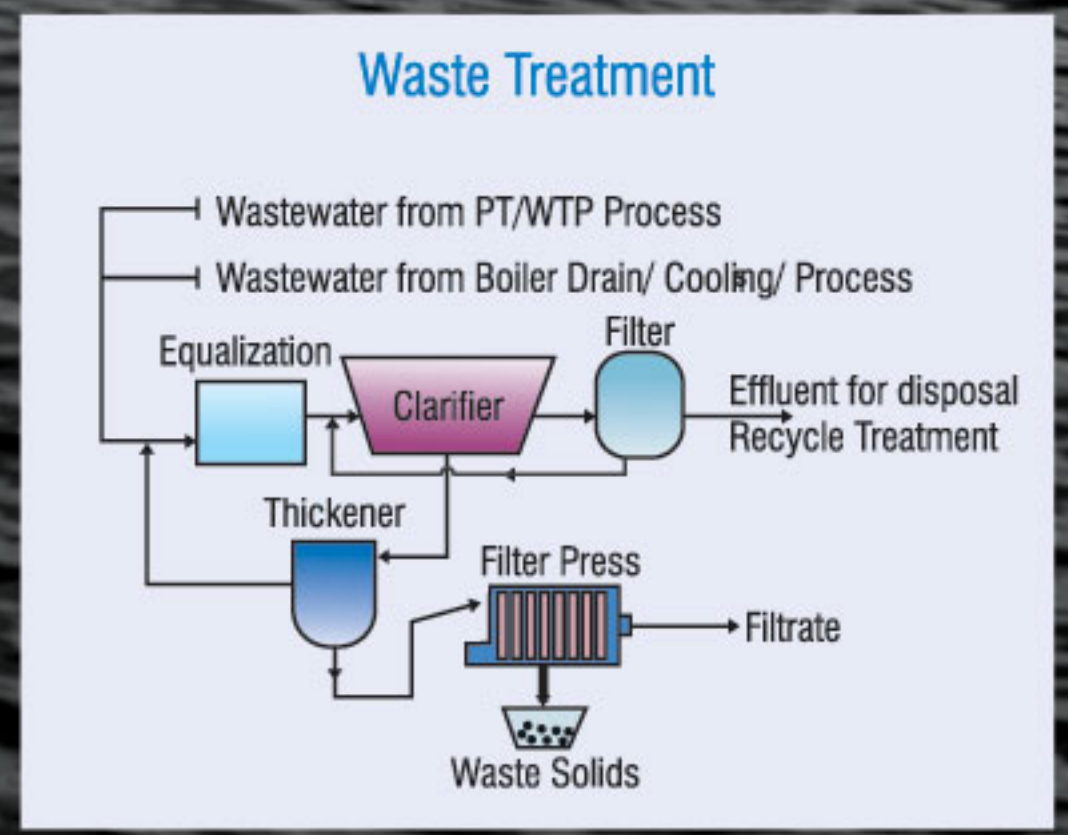 Waste Treatment
Wastewater from PT/WTP Process
Wastewater from Boiler Drain/ Cooling/ Process
Equalization
Clarifier
Filter
Effluent for disposal
Recycle Treatment
Thickener
Filter Press
Filtrate
Waste Solids